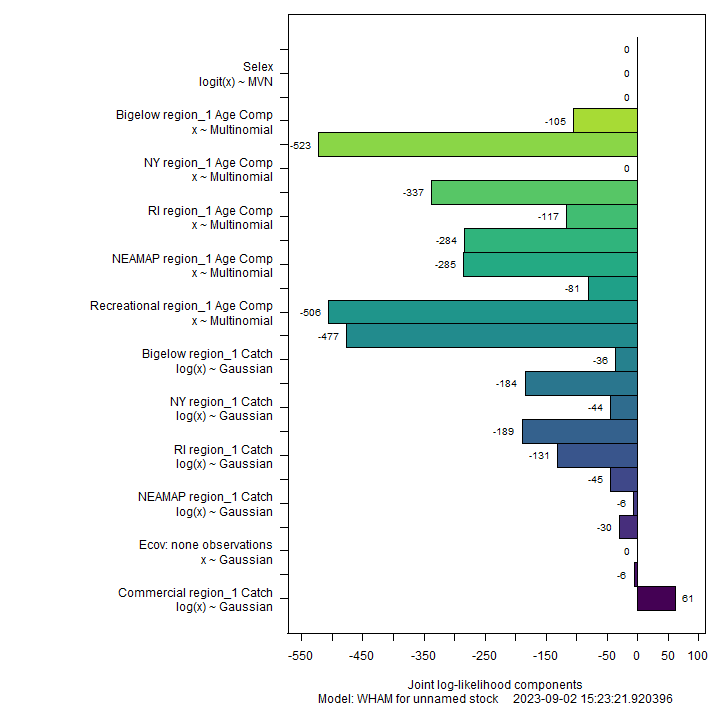 0
Selex
logit(x) ~ MVN
0
0
Bigelow region_1 Age Comp
x ~ Multinomial
-105
-523
NY region_1 Age Comp
x ~ Multinomial
0
-337
RI region_1 Age Comp
x ~ Multinomial
-117
-284
NEAMAP region_1 Age Comp
x ~ Multinomial
-285
-81
Recreational region_1 Age Comp
x ~ Multinomial
-506
-477
Bigelow region_1 Catch
log(x) ~ Gaussian
-36
-184
NY region_1 Catch
log(x) ~ Gaussian
-44
-189
RI region_1 Catch
log(x) ~ Gaussian
-131
-45
NEAMAP region_1 Catch
log(x) ~ Gaussian
-6
-30
Ecov: none observations
x ~ Gaussian
0
-6
Commercial region_1 Catch
log(x) ~ Gaussian
61
-550 -450 -350 -250 -150 -50 0 50 100
Joint log-likelihood components
Model: WHAM for unnamed stock 2023-09-02 15:23:21.920396